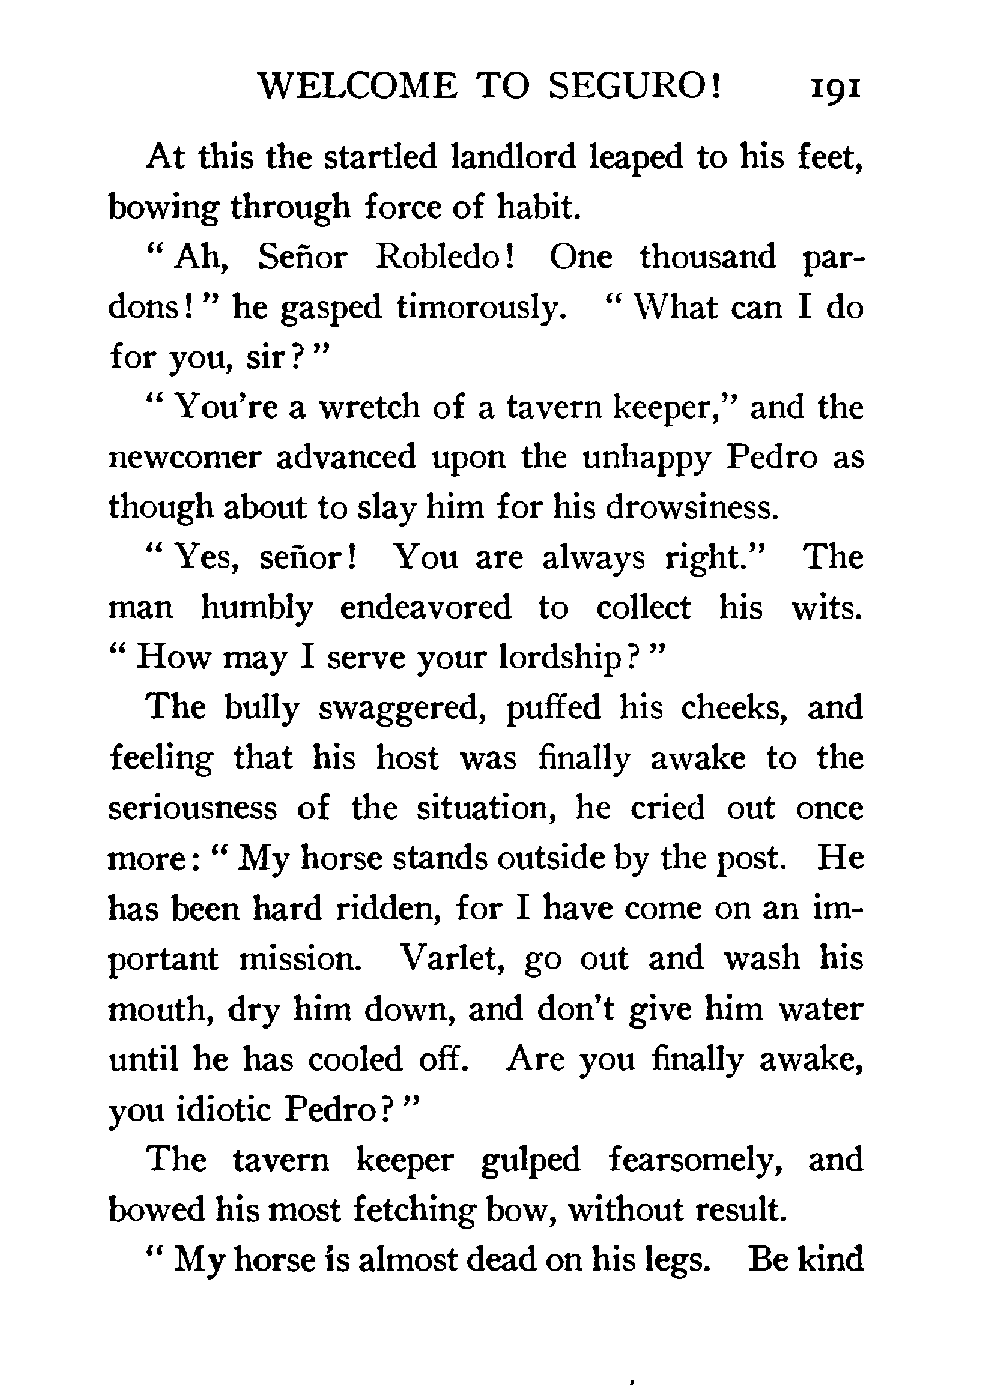 WELCOME TO SEGURO! 191
At this the startled landlord leaped to his feet,
bowing through force of habit.
“ Ah, Señor Robledo! One thousand par-
dons! ” he gasped timorously. “ What can I do
for you, sir? ”
“ You’re a wretch of a tavern keeper,” and the
newcomer advanced upon the unhappy Pedro as
though about to slay him for his drowsiness.
“ Yes, señor! You are always right.” The
man humbly endeavored to collect his wits.
“ How may I serve your lordship? ”
The bully swaggered, puffed his cheeks, and
feeling that his host was finally awake to the
seriousness of the situation, he cried out once
more: “ My horse stands outside by the post. He
has been hard ridden, for I have come on an im-
portant mission. Varlet, go out and wash his
mouth, dry him down, and don’t give him water
until he has cooled off. Are you finally awake,
you idiotic Pedro? ”
The tavern keeper gulped fearsomely, and
bowed his most fetching bow, without result.
“ My horse is almost dead on his legs. Be kind